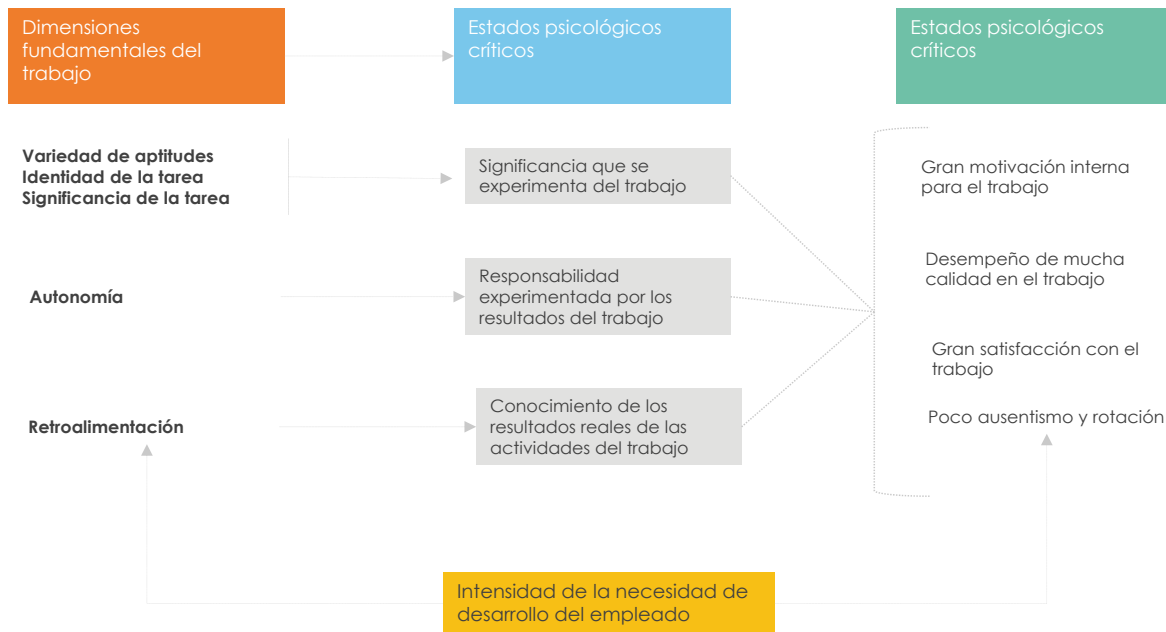 Dimensiones
fundamentales del
trabajo
Estados psicológicos
críticos
Estados psicológicos
críticos
Variedad de aptitudes
Identidad de la tarea
Significancia de la tarea
Significancia que se
experimenta del trabajo
Gran motivación interna
para el trabajo
Autonomía
Responsabilidad
experimentada por los
resultados del trabajo
Desempeño de mucha
calidad en el trabajo
Gran satisfacción con el
trabajo
Retroalimentación
Conocimiento de los
resultados reales de las
actividades del trabajo
Poco ausentismo y rotación
Intensidad de la necesidad de
desarrollo del empleado